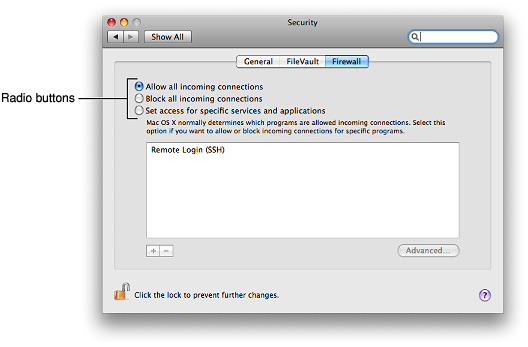 Security
Show All
General FileVault Firewall
Radio buttons
Allow all incoming connections
Block all incoming connections
Set access for specific services and applications
Mac OS X normally determines which programs are allowed incoming connections. Select this
option if you want to allow or block incoming connections for specific programs.
Remote Login (SSH)
+ −
Advanced...
Click the lock to prevent further changes.
?